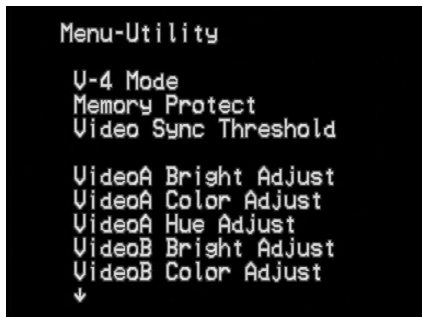 Menu-Utility
V-4 Mode
Memory Protect
Video Sync Threshold
VideoA Bright Adjust
VideoA Color Adjust
VideoA Hue Adjust
VideoB Bright Adjust
VideoB Color Adjust
↓